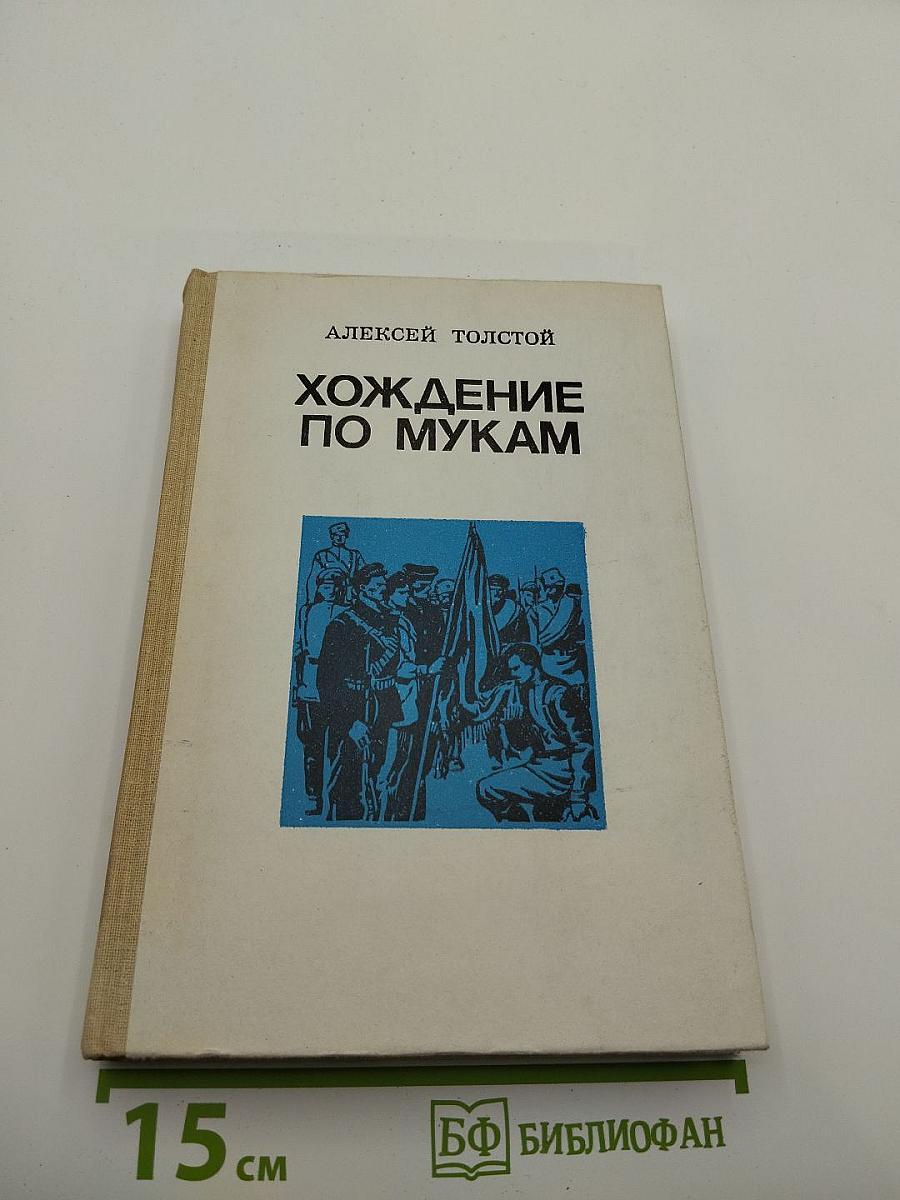 АЛЕКСЕЙ ТОЛСТОЙ
ХОЖДЕНИЕ
ПО МУКАМ
15 см
БФ БИБЛИОФАН